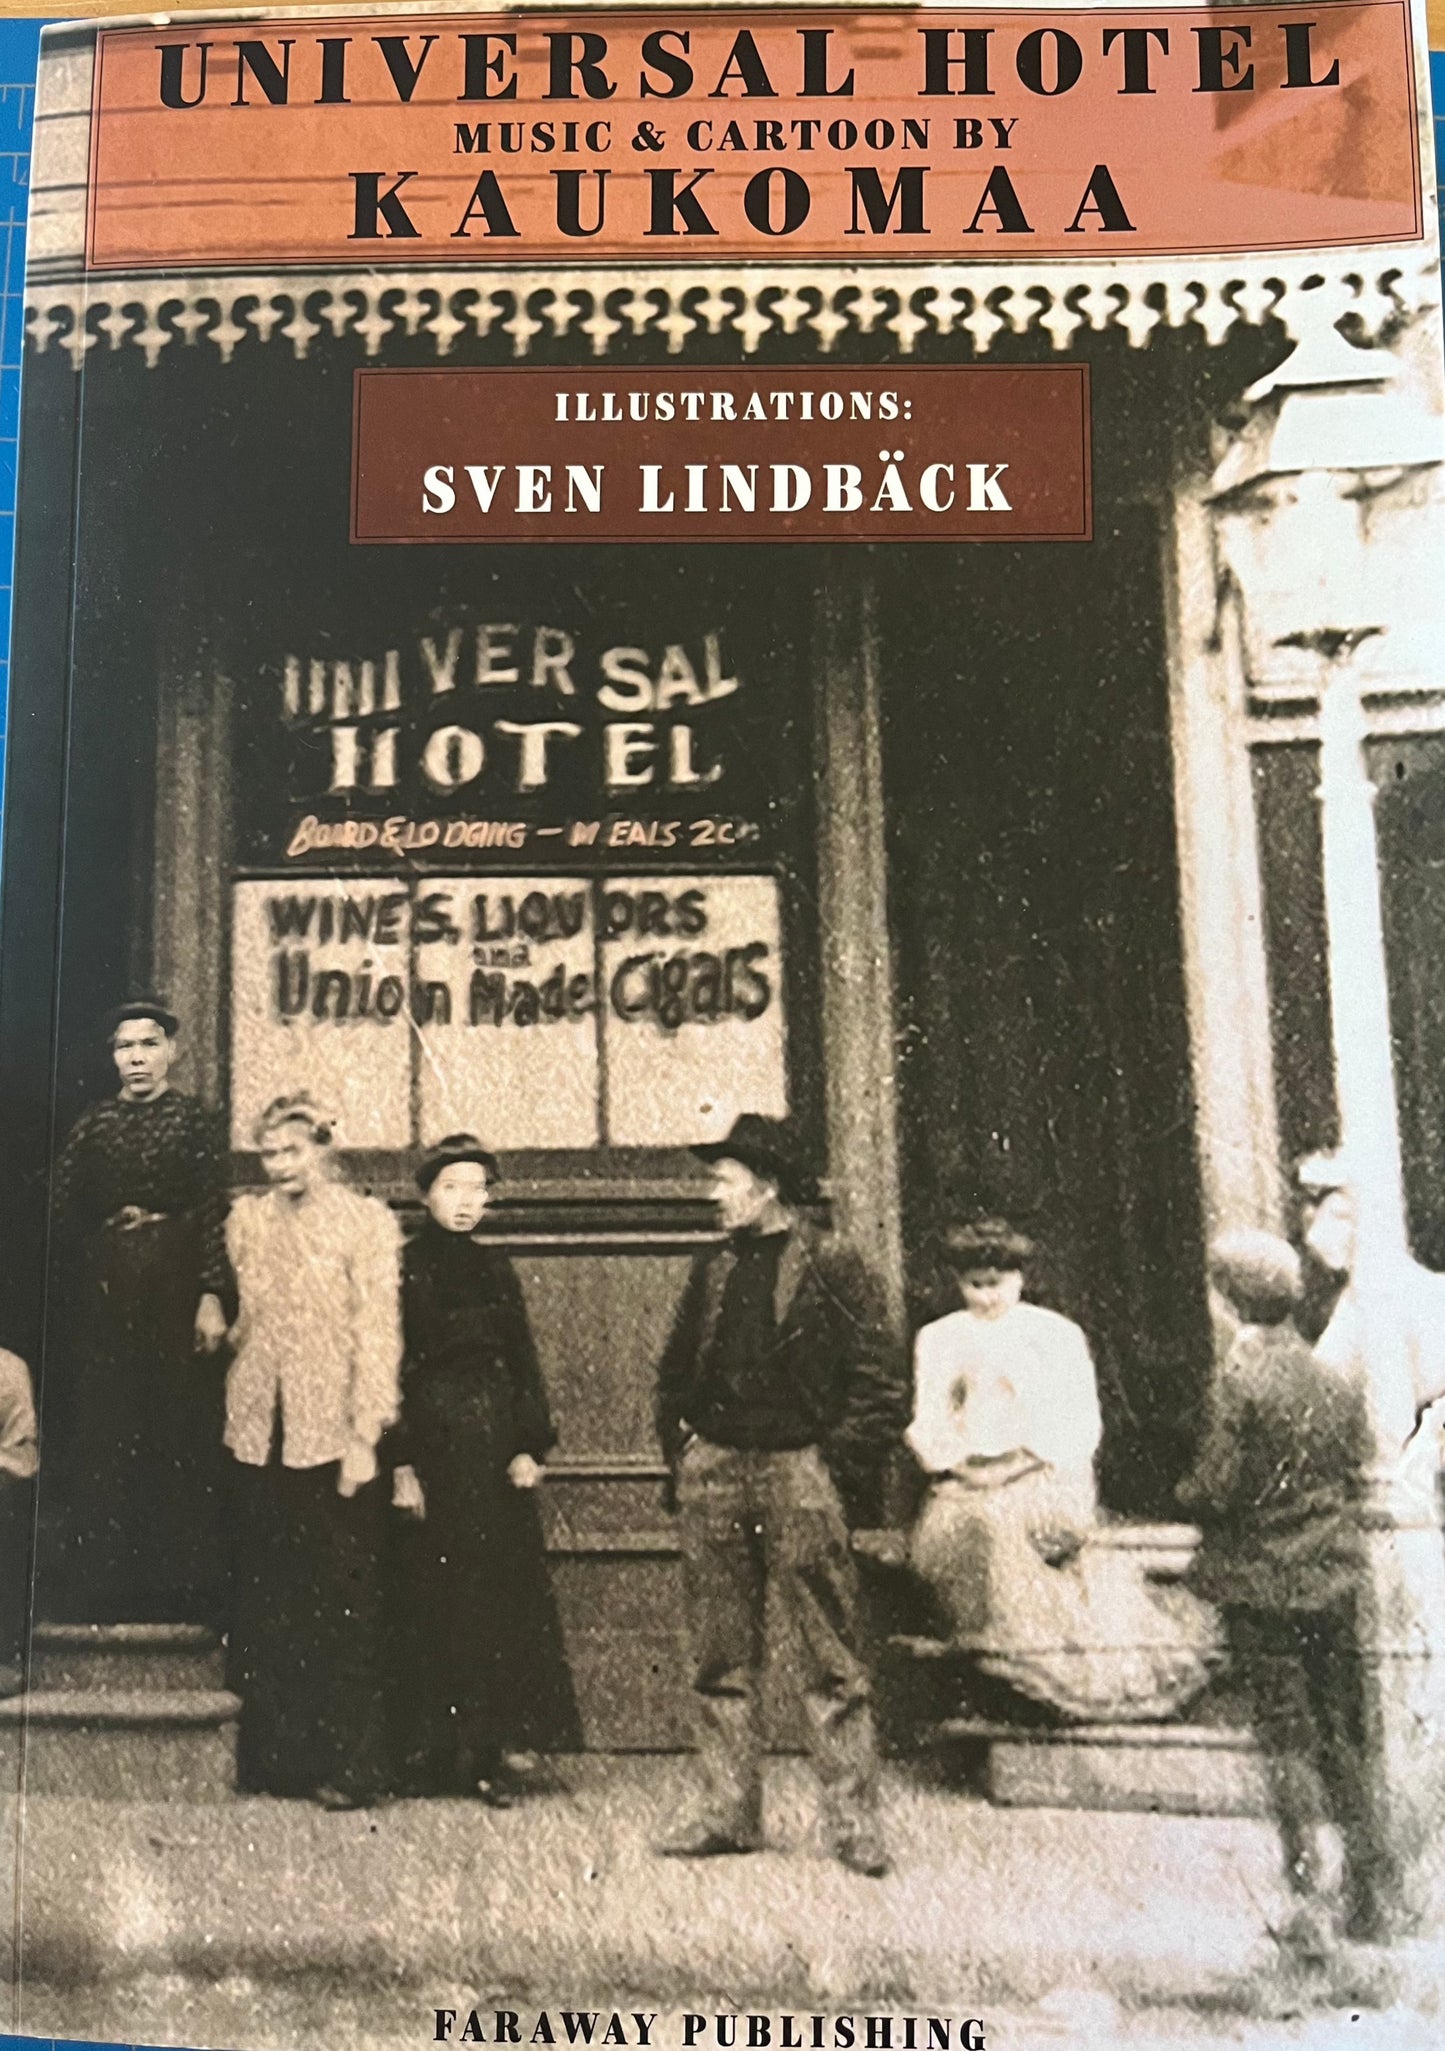 UNIVERSAL HOTEL
MUSIC & CARTOON BY
KAUKOMAA
ILLUSTRATIONS:
SVEN LINDBÄCK
UNIVERSAL
HOTEL
BOARD & LODGING – MEALS
WINES, LIQUORS
and
Union Made Cigars
FARAWAY PUBLISHING